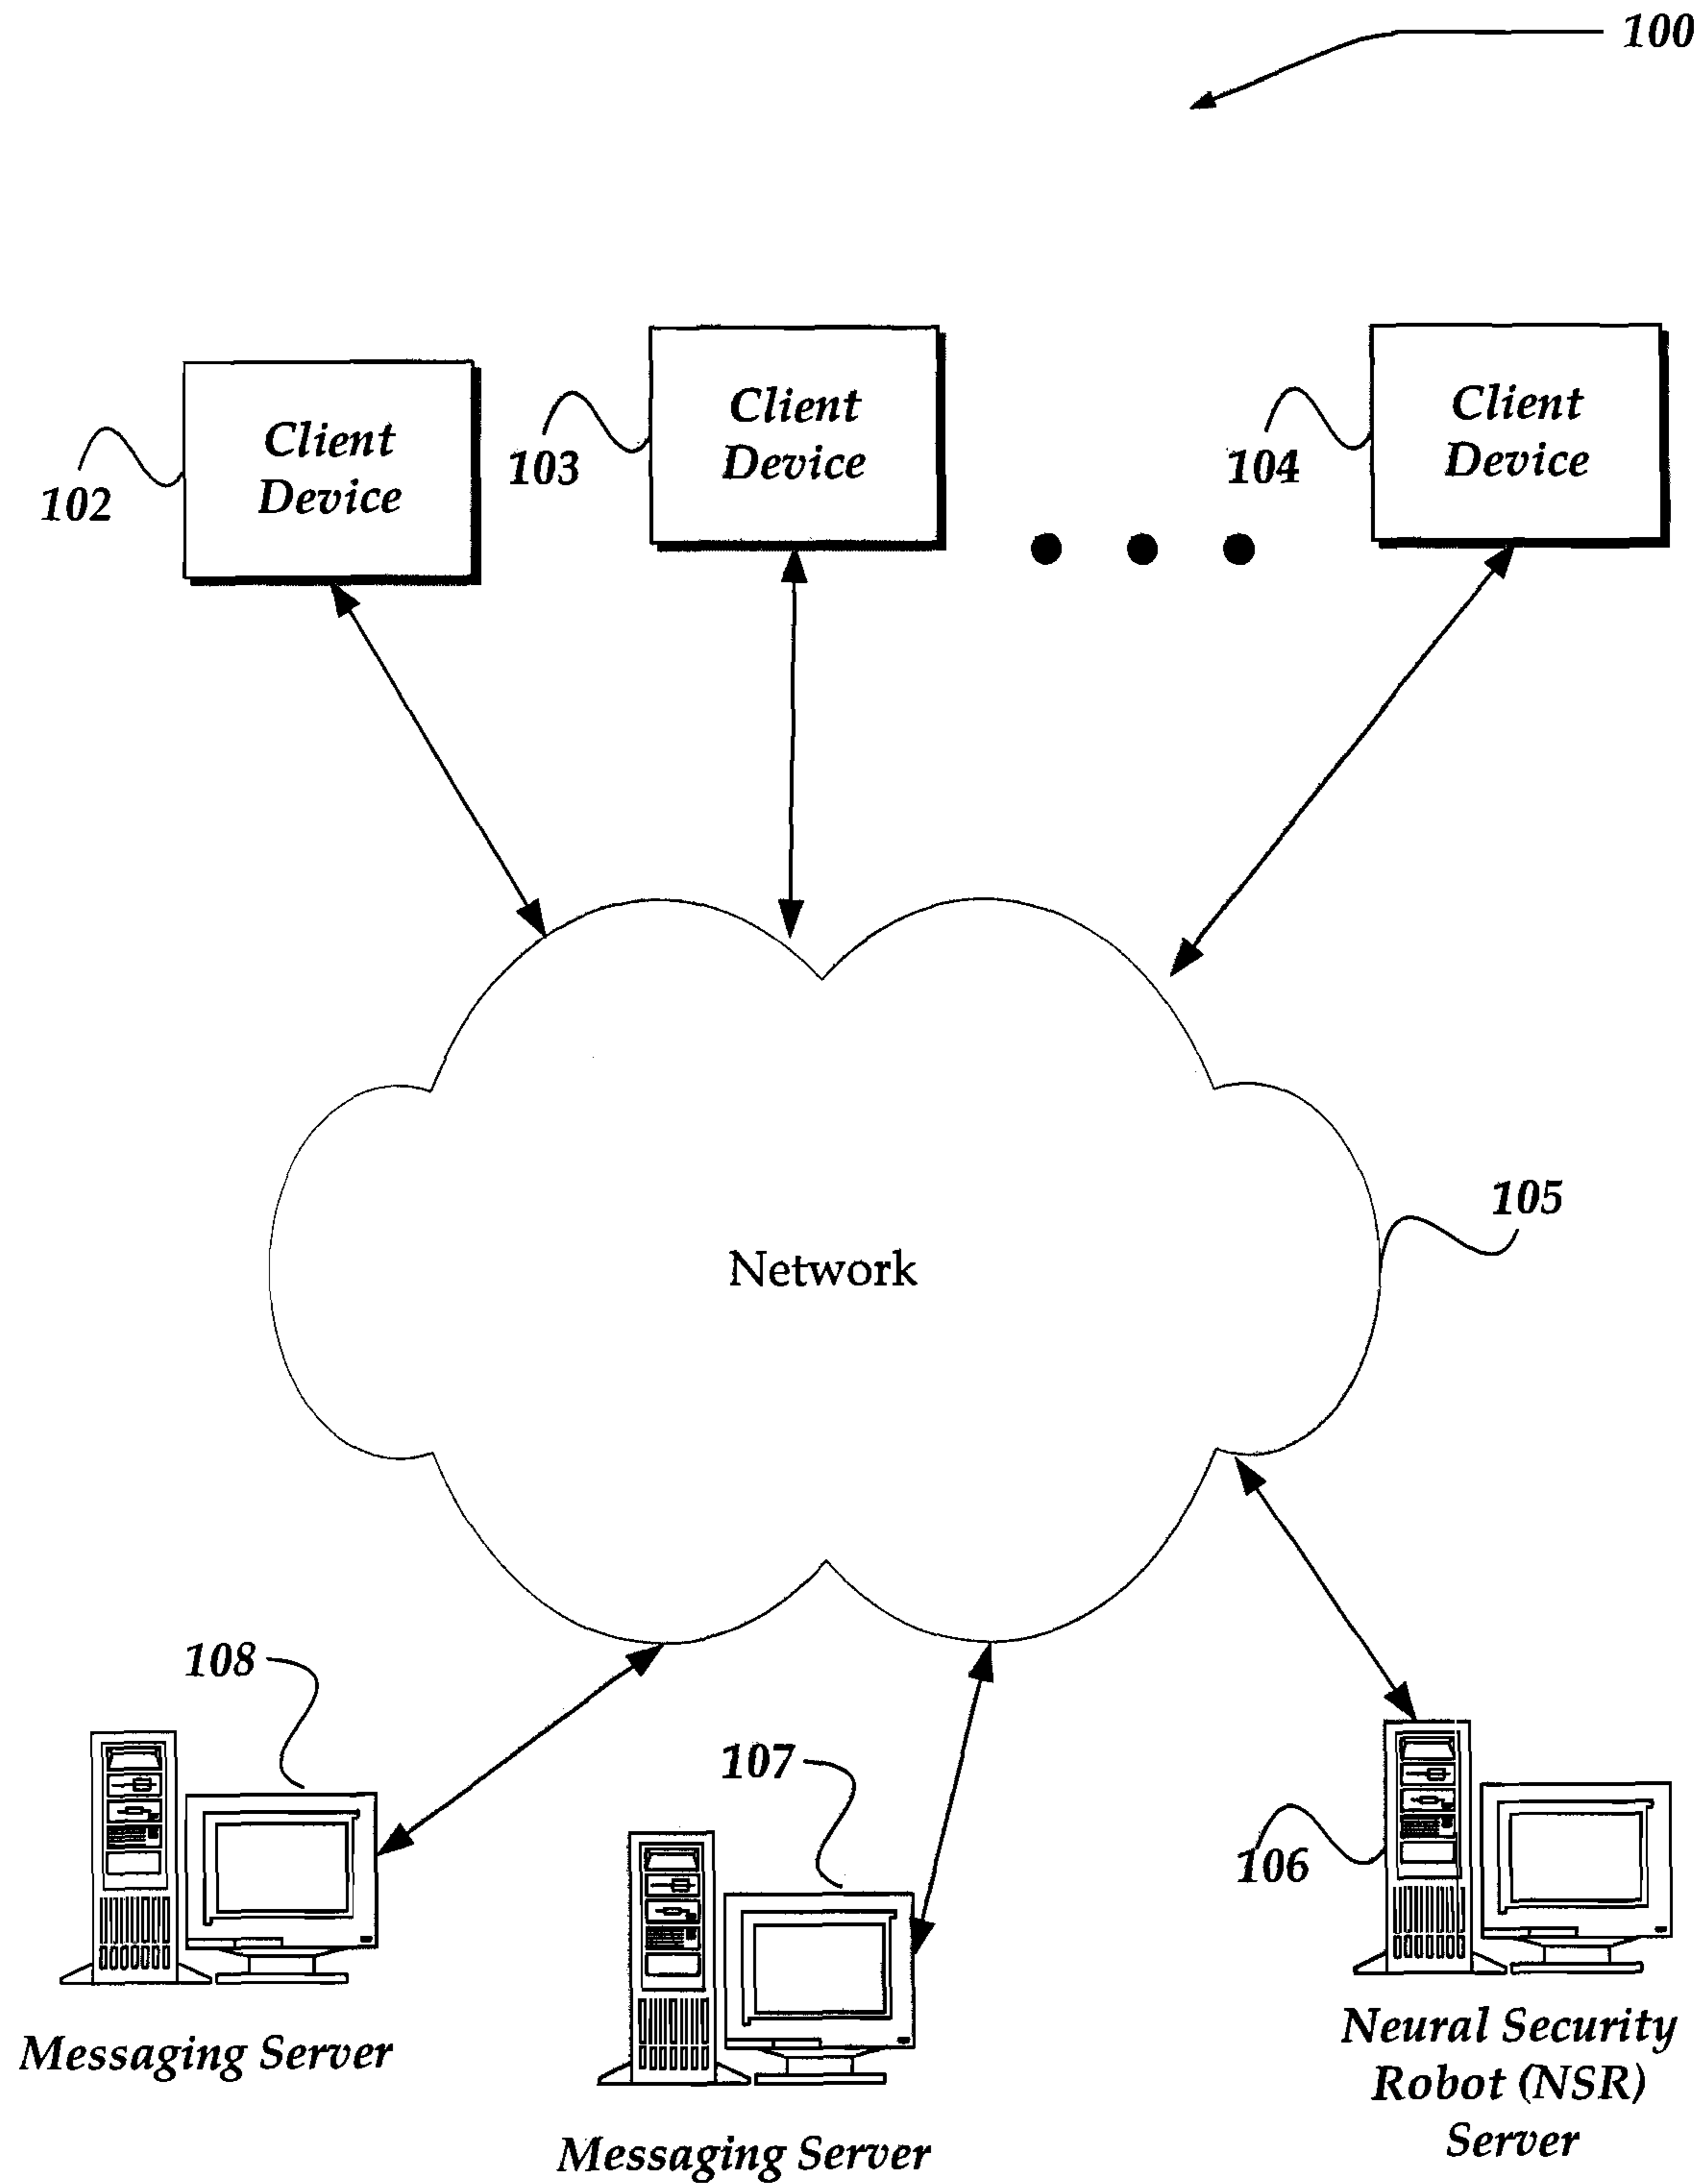 100
Client
Device
102
Client
Device
103
Client
Device
104
Network
105
108
107
106
Messaging Server
Messaging Server
Neural Security
Robot (NSR)
Server